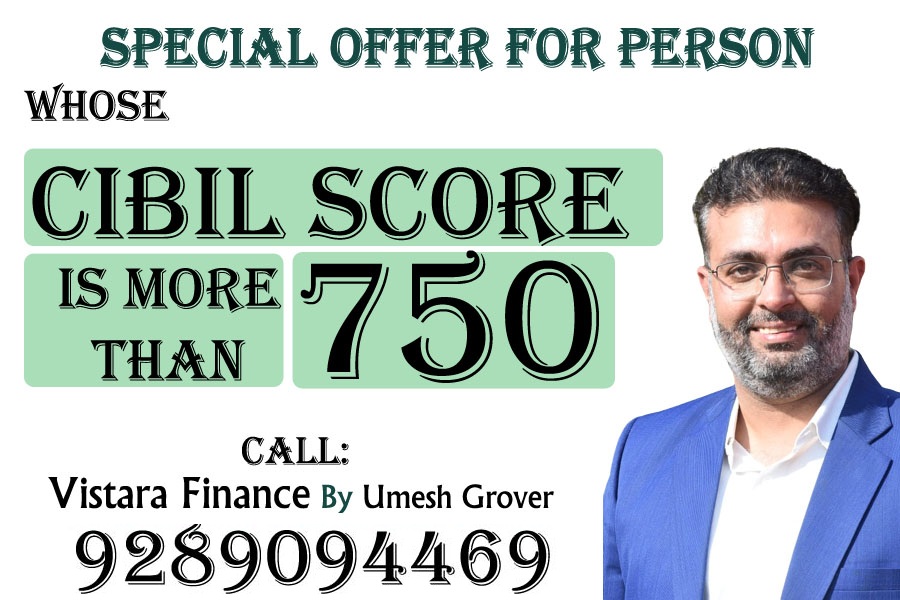 SPECIAL OFFER FOR PERSON
WHOSE
CIBIL SCORE
IS MORE
THAN 750
CALL:
Vistara Finance By Umesh Grover
9289094469